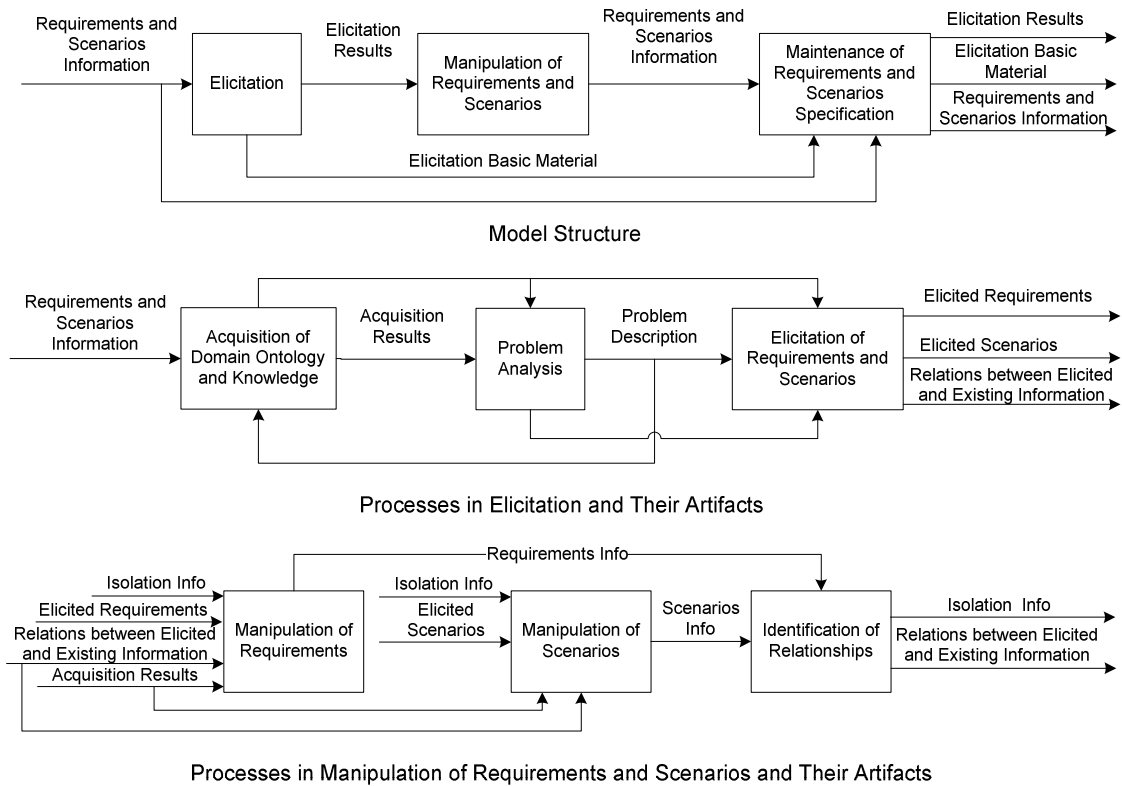 Requirements and
Scenarios
Information
Elicitation
Elicitation
Results
Manipulation of
Requirements and
Scenarios
Requirements and
Scenarios
Information
Maintenance of
Requirements and
Scenarios
Specification
Elicitation Results
Elicitation Basic
Material
Requirements and
Scenarios Information
Elicitation Basic Material
Model Structure
Requirements and
Scenarios
Information
Acquisition of
Domain Ontology
and Knowledge
Acquisition
Results
Problem
Analysis
Problem
Description
Elicitation of
Requirements and
Scenarios
Elicited Requirements
Elicited Scenarios
Relations between Elicited
and Existing Information
Processes in Elicitation and Their Artifacts
Requirements Info
Isolation Info
Elicited Requirements
Relations between Elicited
and Existing Information
Acquisition Results
Manipulation of
Requirements
Isolation Info
Elicited
Scenarios
Manipulation of
Scenarios
Scenarios
Info
Identification of
Relationships
Isolation Info
Relations between Elicited
and Existing Information
Processes in Manipulation of Requirements and Scenarios and Their Artifacts